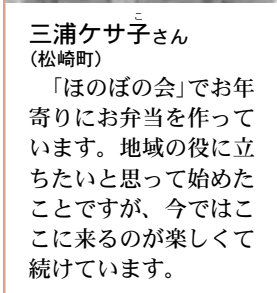 三浦ケサ子さん
(松崎町)
「ほのぼの会」でお年
寄りにお弁当を作って
います。地域の役に立
ちたいと思って始めた
ことですが、今ではこ
こに来るのが楽しくて
続けています。